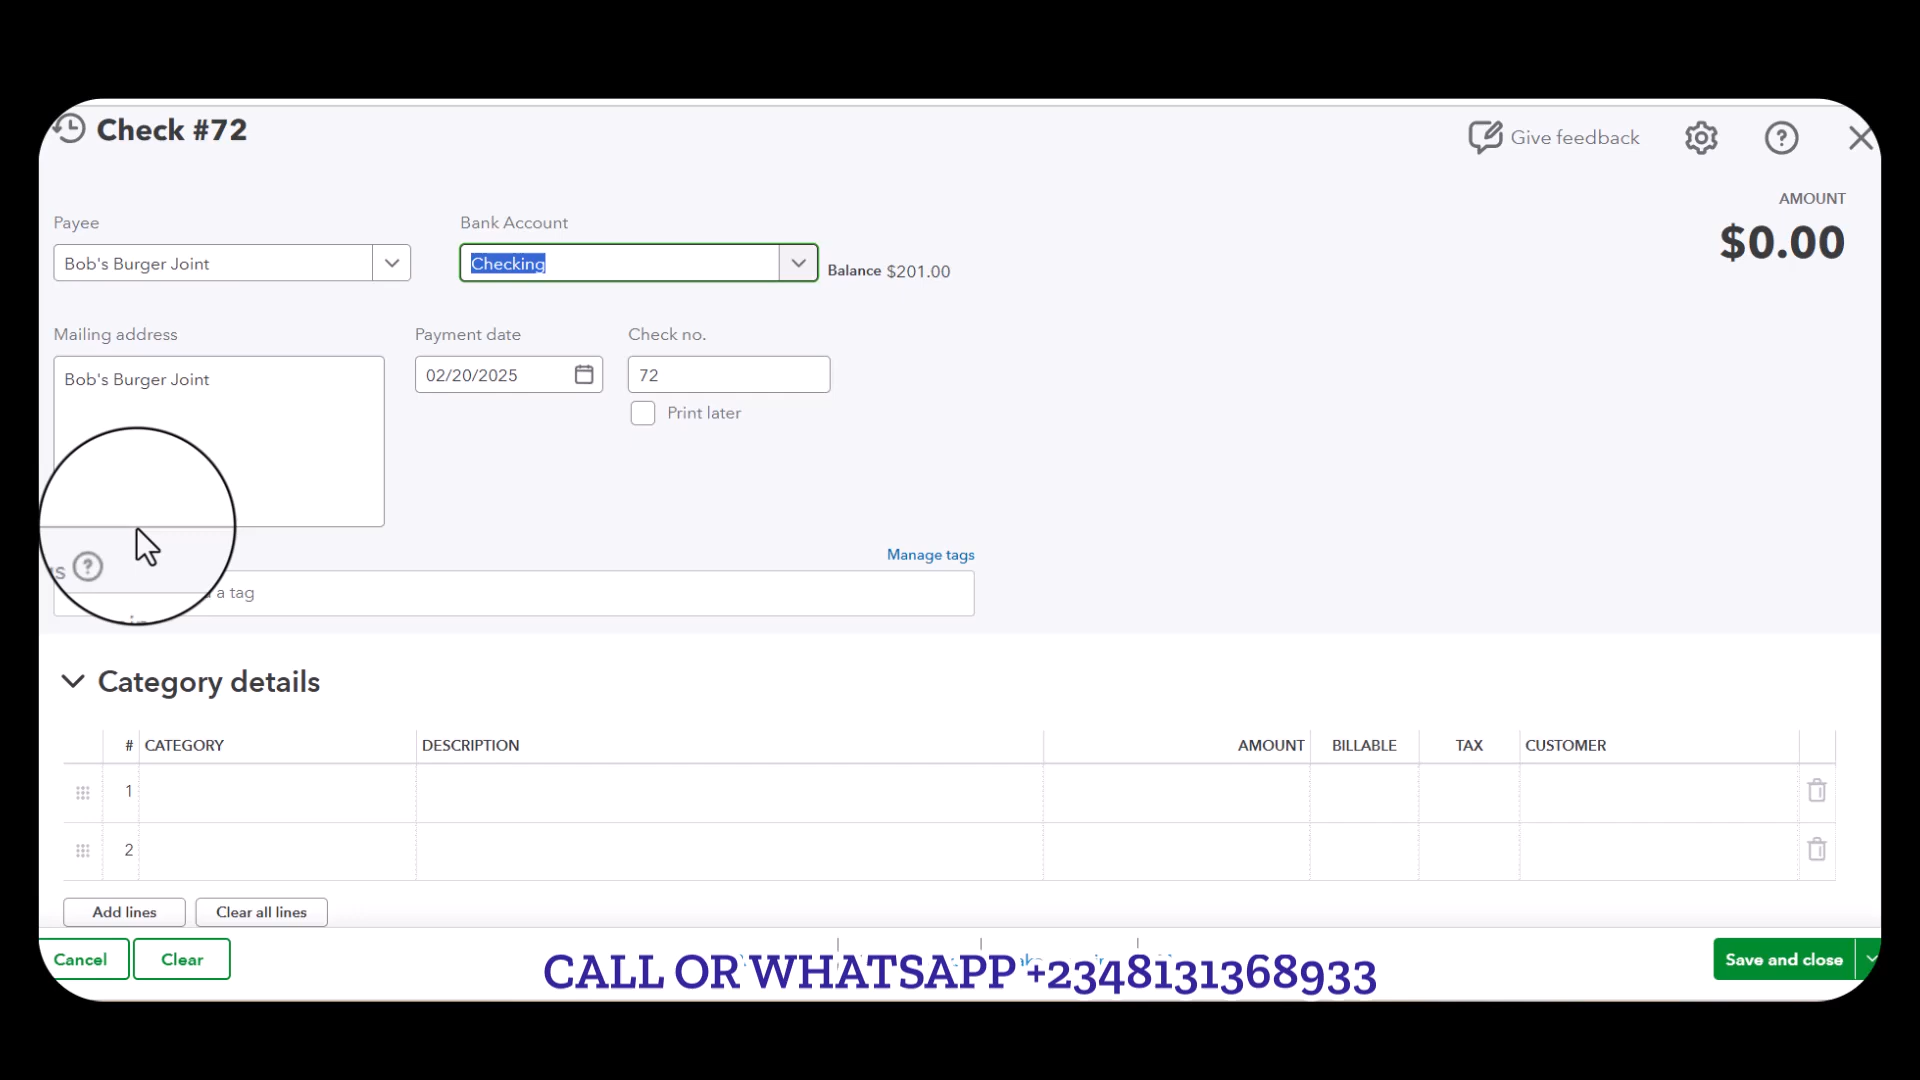 Check #72
Give feedback
AMOUNT
$0.00
Payee
Bank Account
Bob's Burger Joint
Checking
Balance $201.00
Mailing address
Payment date
Check no.
Bob's Burger Joint
02/20/2025
72
Print later
Manage tags
a tag
Category details
# CATEGORY DESCRIPTION AMOUNT BILLABLE TAX CUSTOMER
1
2
Add lines
Clear all lines
Cancel
Clear
CALL OR WHATSAPP +2348131368933
Save and close